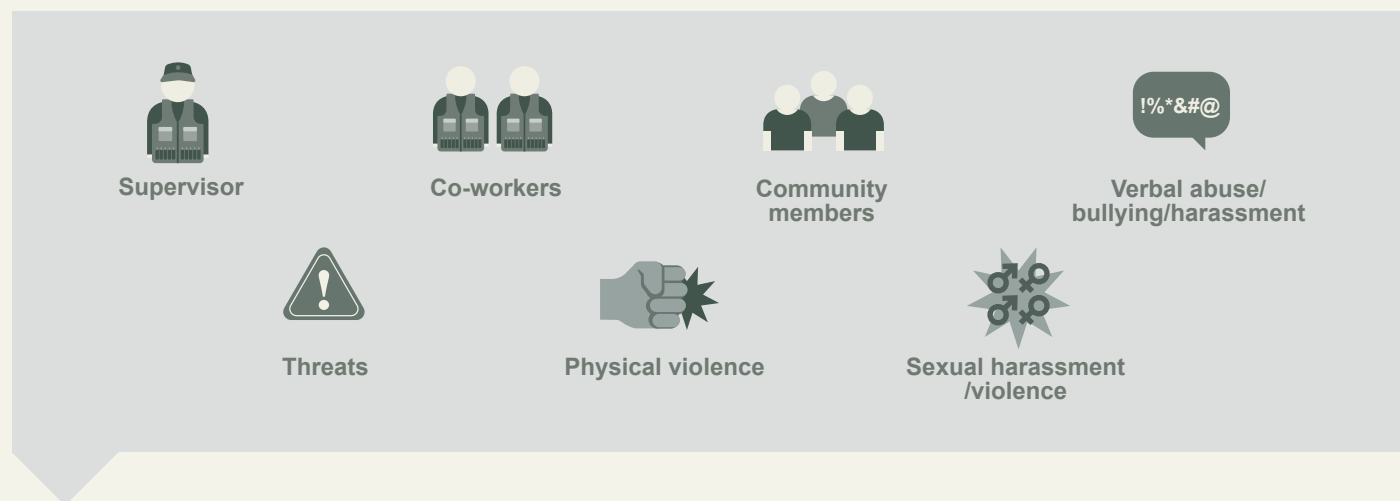 !%*&#@
Supervisor
Co-workers
Community
members
Verbal abuse/
bullying/harassment
!
Threats
Physical violence
Sexual harassment
/violence